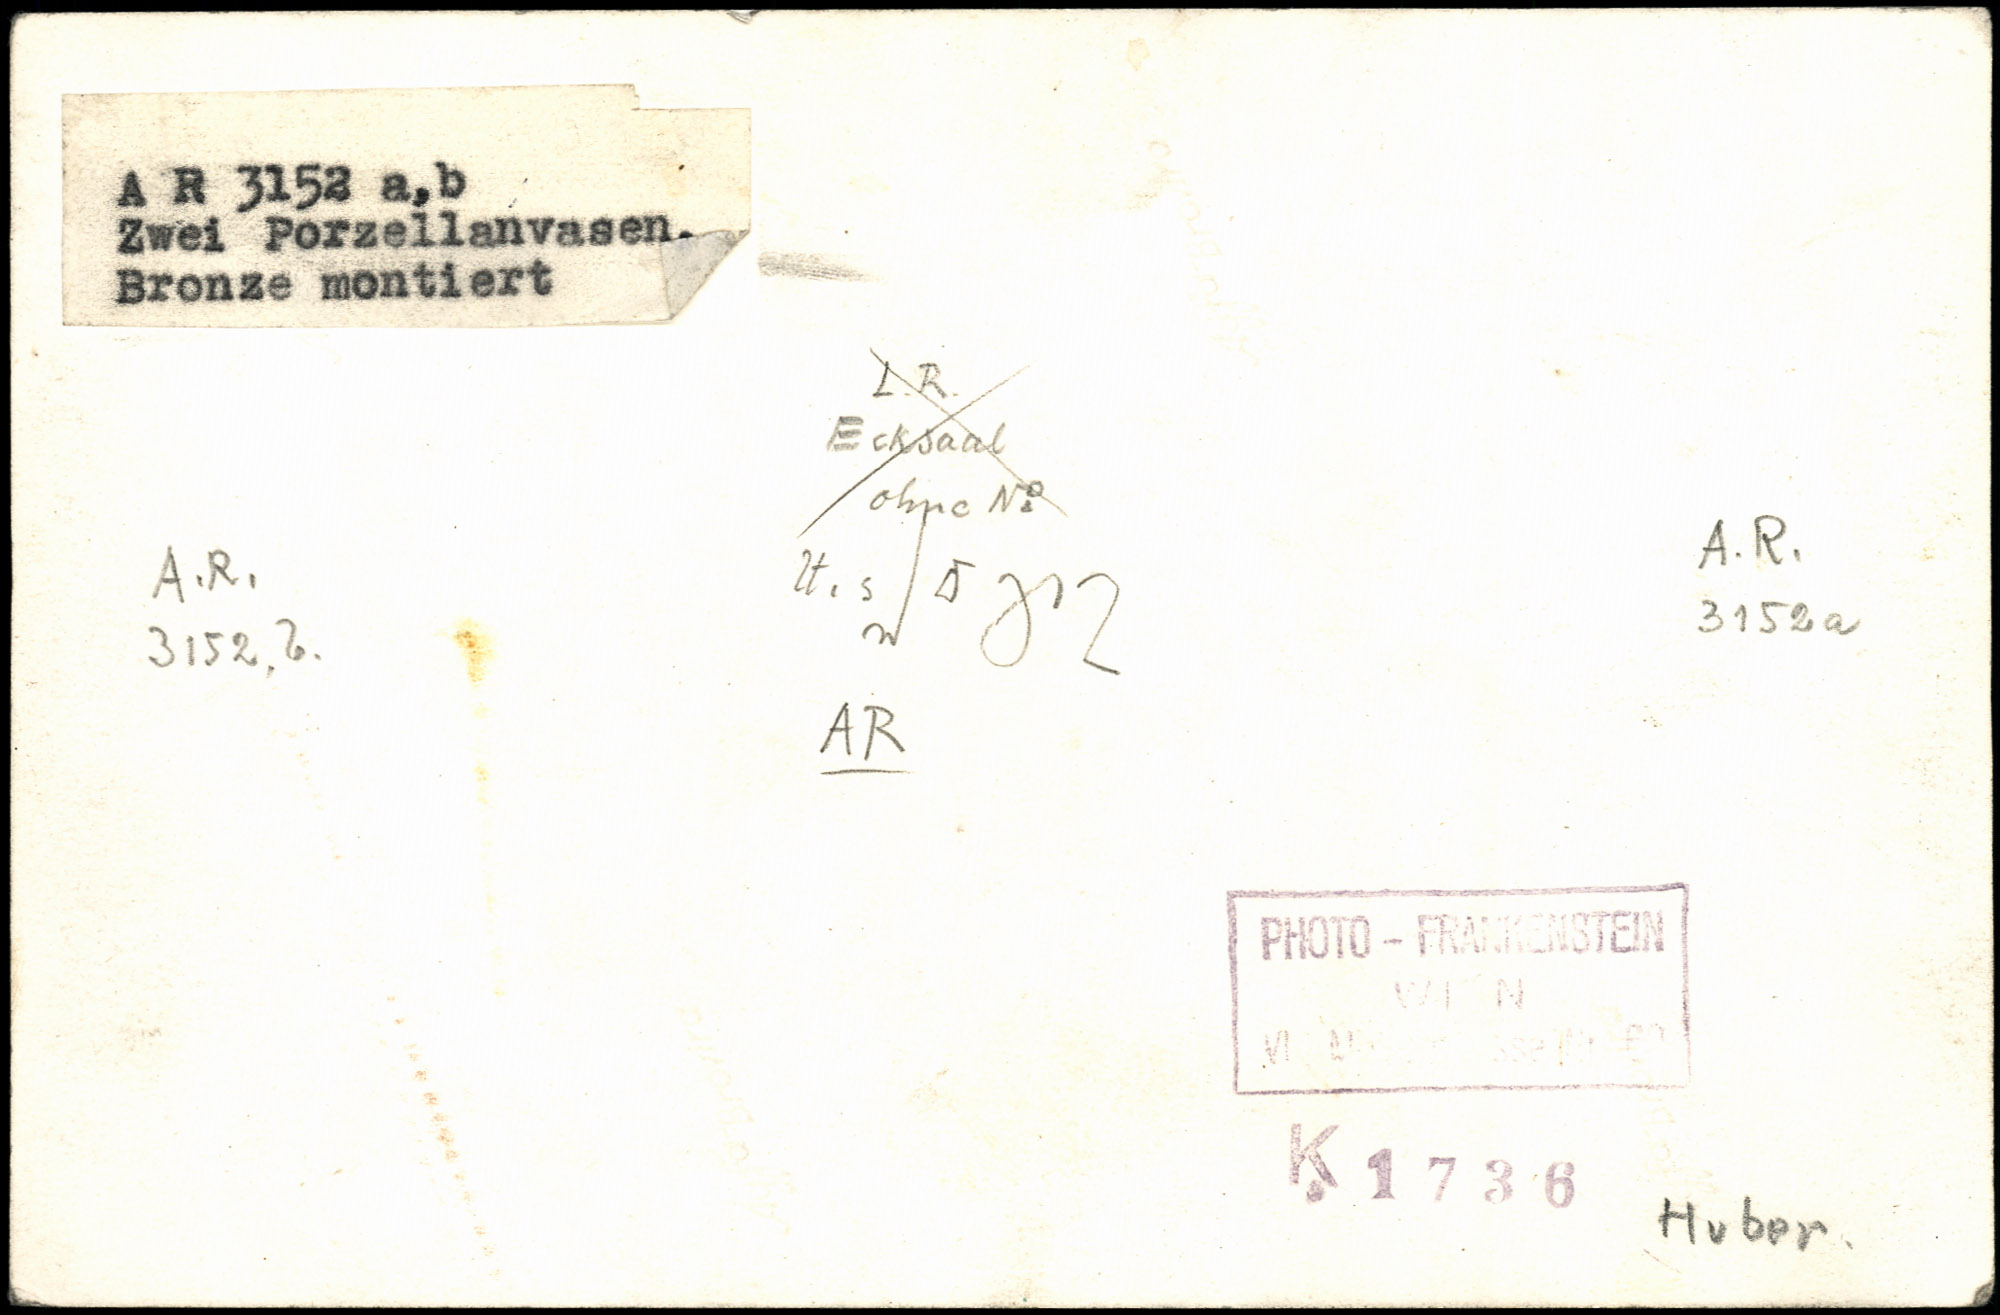 A R 3152 a,b
Zwei Porzellanvasen.
Bronze montiert
L.R.
Ecksaal
ohne No
A.R.
3152, b.
A.R.
3152a
AR
PHOTO - FRANKENSTEIN
K. 1736
Huber.